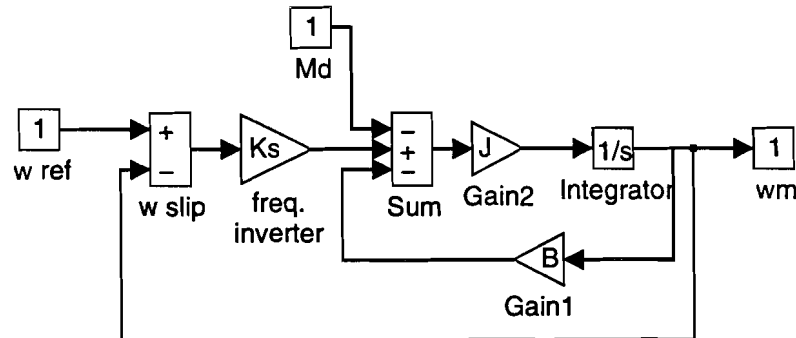 1
Md
1
w ref
+
−
w slip
Ks
freq.
inverter
−
+
−
Sum
J
Gain2
1/s
Integrator
1
wm
B
Gain1